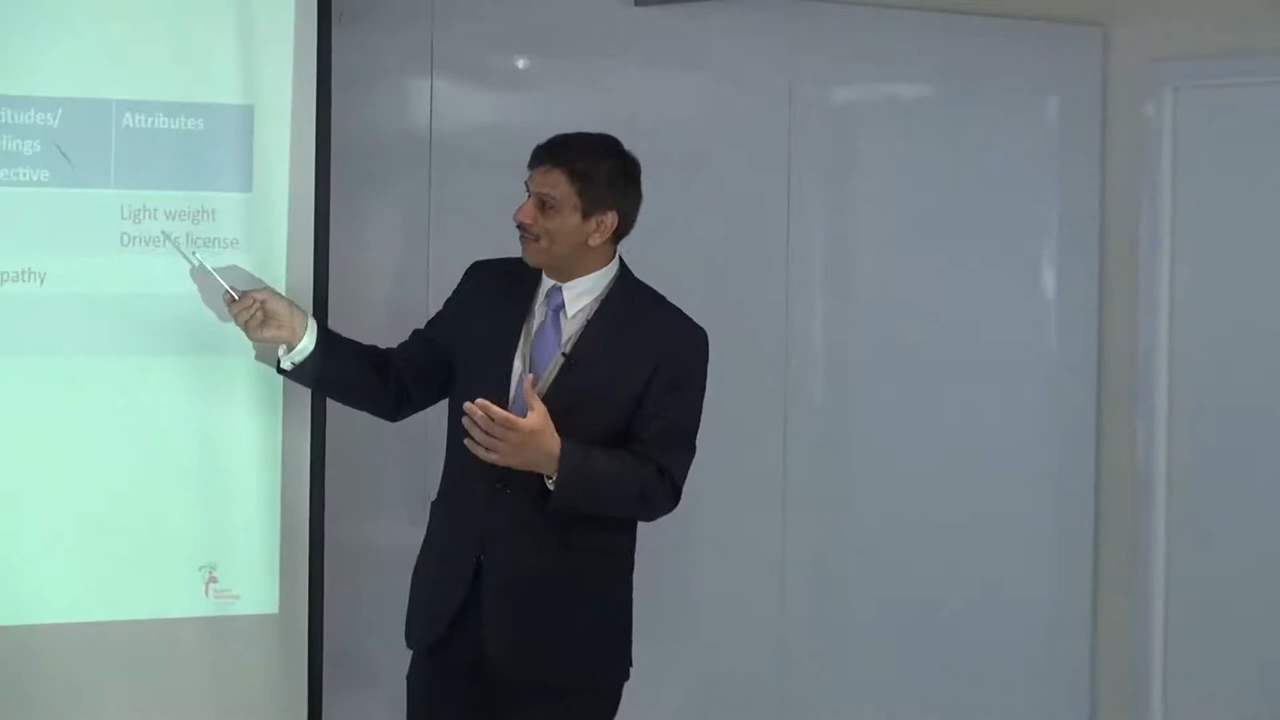 itudes/
lings
ective
Attributes
Light weight
Driver's license
pathy